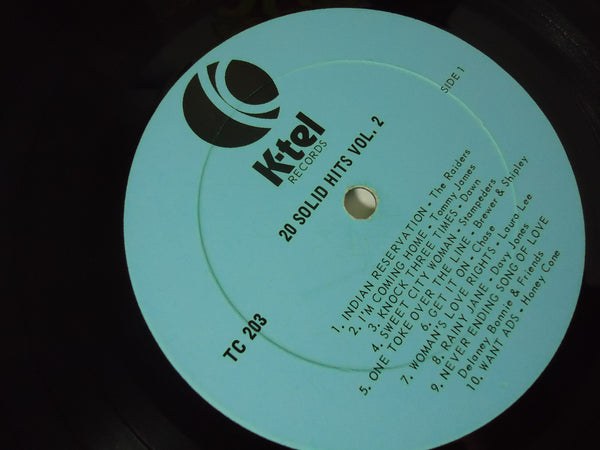 K-tel
RECORDS
SIDE 1
20 SOLID HITS VOL. 2
TC 203
1. INDIAN RESERVATION - The Raiders
2. I'M COMING HOME - Tommy Jones
3. KNOCK THREE TIMES - Dawn
4. SWEET CITY WOMAN - Stampeders
5. ONE TOKE OVER THE LINE - Brewer & Shipley
6. GET IT ON - Chase
7. WOMAN'S LOVE RIGHTS - Laura Lee
8. RAINY JANE - Davy Jones
9. NEVER ENDING SONG OF LOVE
Delaney, Bonnie & Friends
10. WANT ADS - Honey Cone